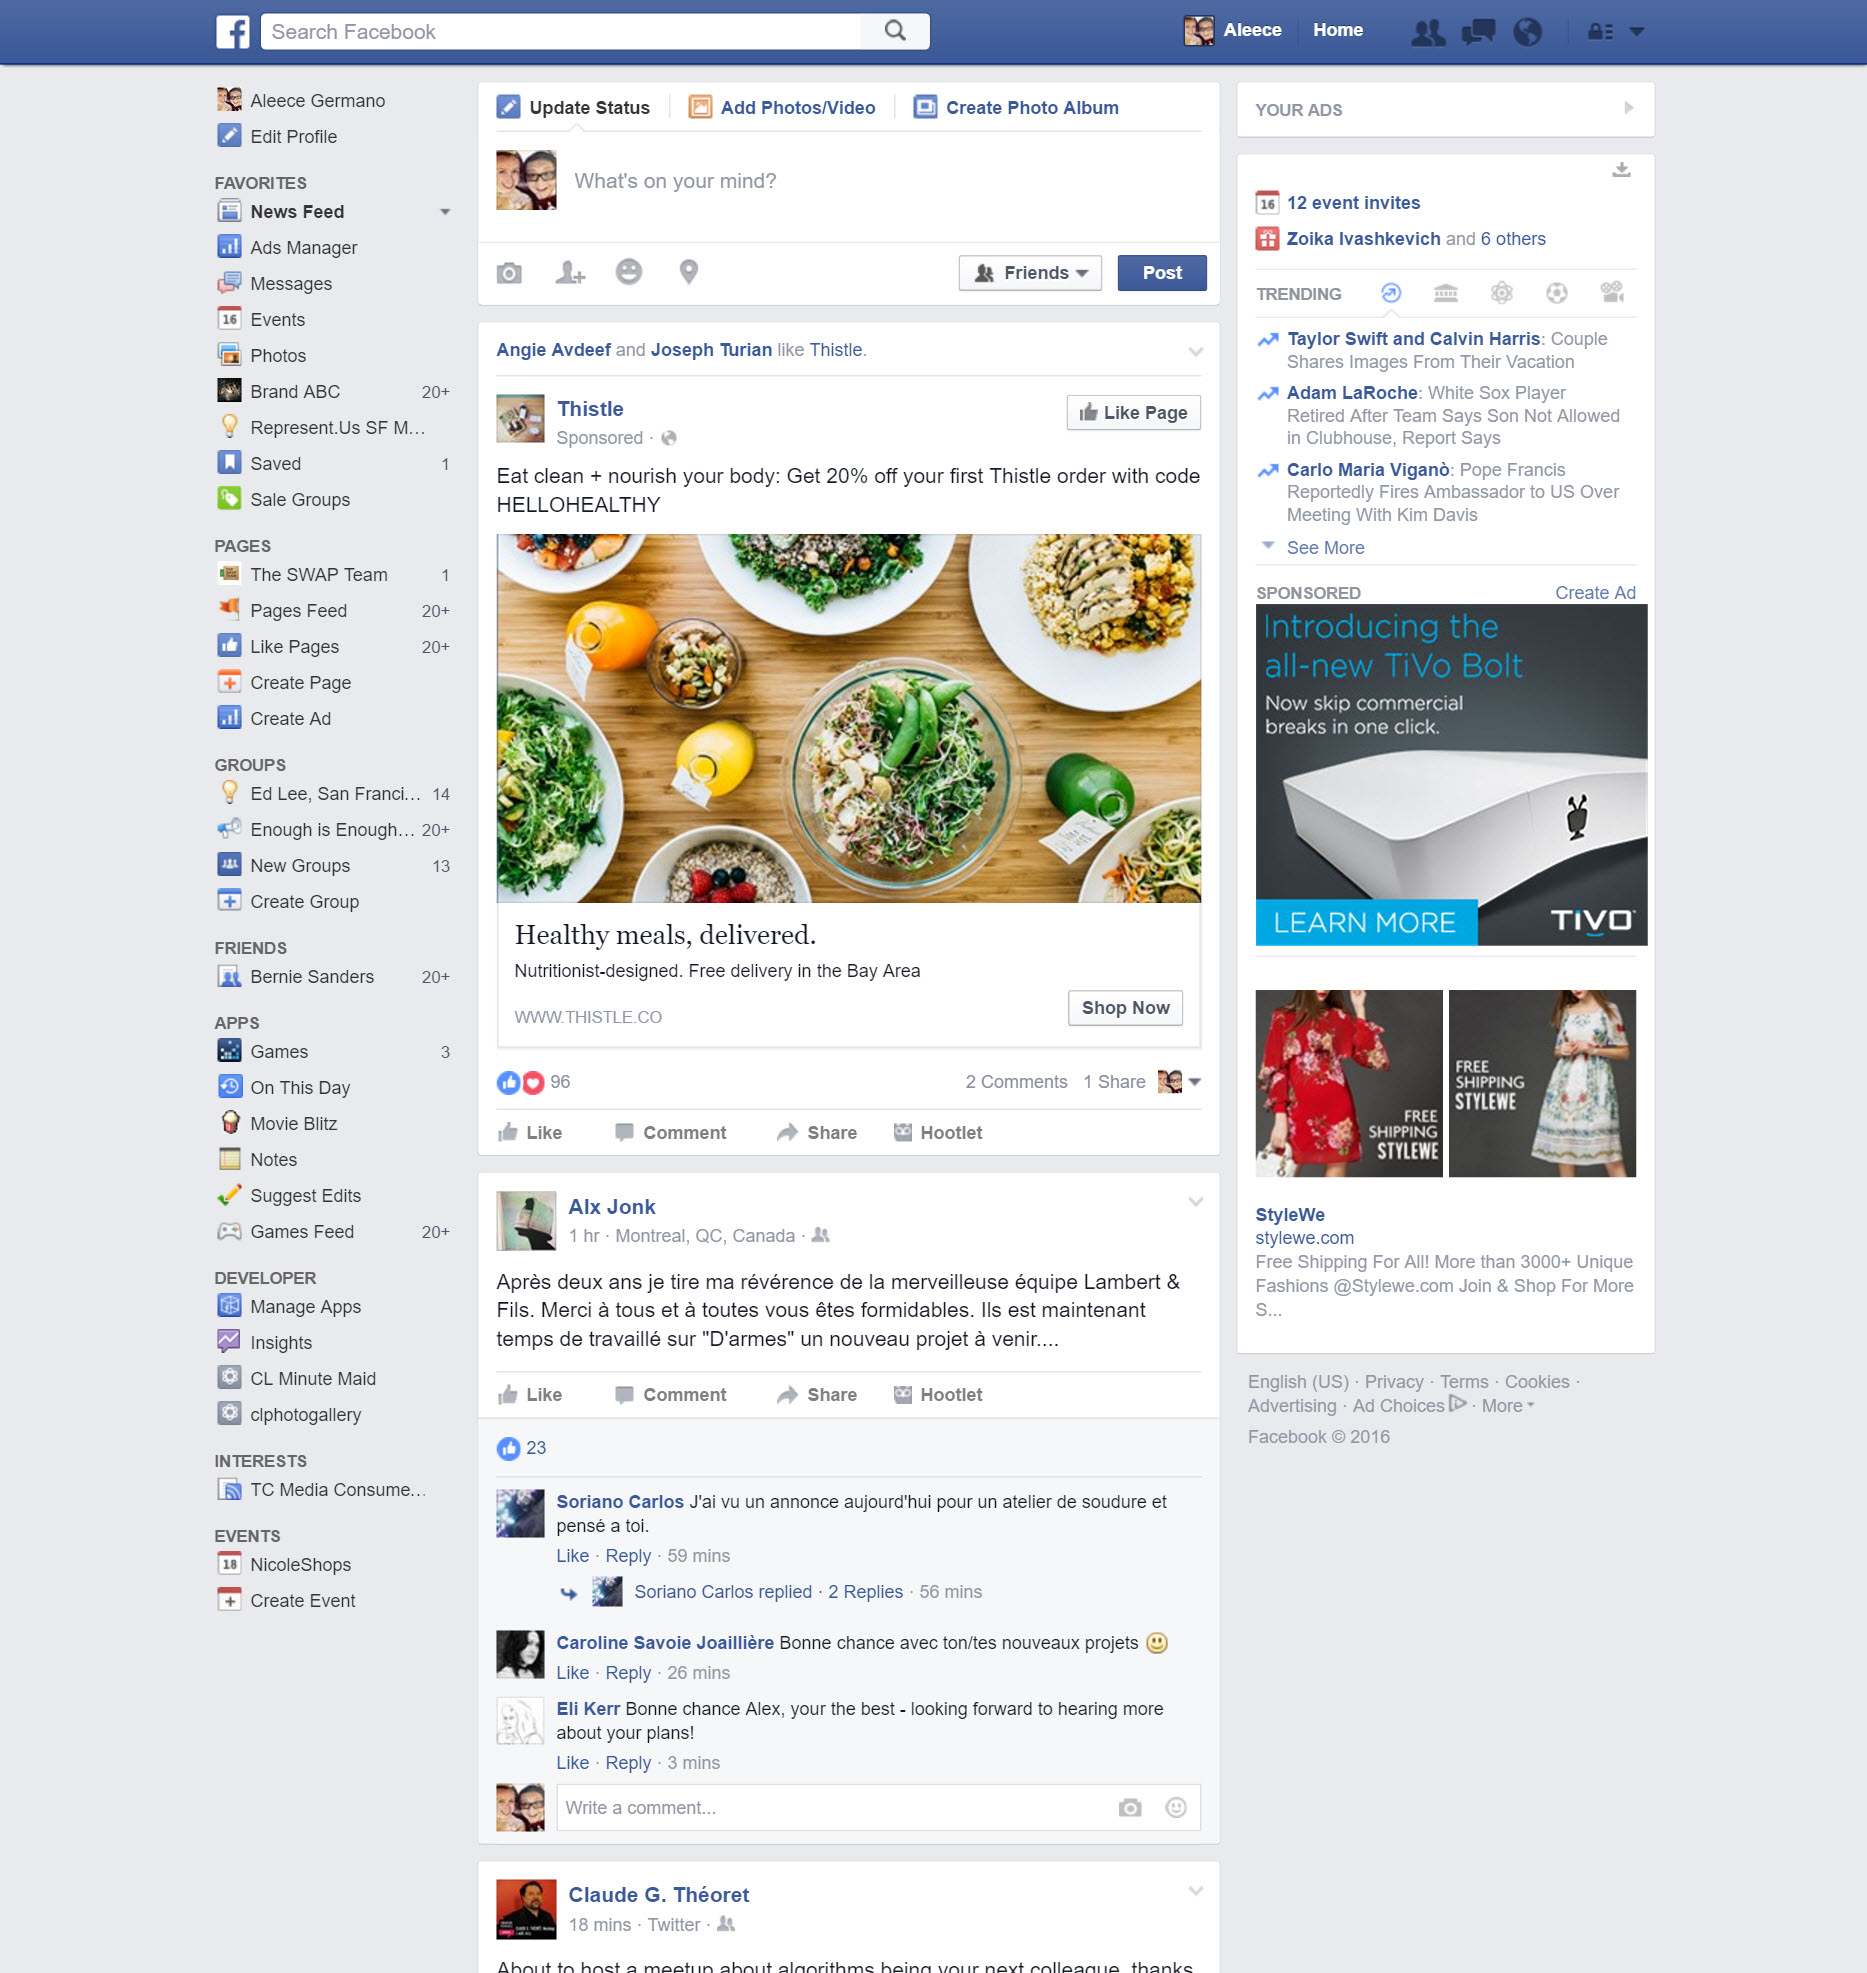 Search Facebook
Aleece
Home
Aleece Germano
Edit Profile
FAVORITES
News Feed
Ads Manager
Messages
16 Events
Photos
Brand ABC 20+
Represent.Us SF M...
Saved 1
Sale Groups
PAGES
The SWAP Team 1
Pages Feed 20+
Like Pages 20+
Create Page
Create Ad
GROUPS
Ed Lee, San Franci... 14
Enough is Enough... 20+
New Groups 13
Create Group
FRIENDS
Bernie Sanders 20+
APPS
Games 3
On This Day
Movie Blitz
Notes
Suggest Edits
Games Feed 20+
DEVELOPER
Manage Apps
Insights
CL Minute Maid
clphotogallery
INTERESTS
TC Media Consume...
EVENTS
18 NicoleShops
Create Event
Update Status
Add Photos/Video
Create Photo Album
What's on your mind?
Friends
Post
Angie Avdeef and Joseph Turian like Thistle.
Thistle
Sponsored ·
Like Page
Eat clean + nourish your body: Get 20% off your first Thistle order with code
HELLOHEALTHY
Healthy meals, delivered.
Nutritionist-designed. Free delivery in the Bay Area
WWW.THISTLE.CO
Shop Now
96
2 Comments 1 Share
Like Comment Share Hootlet
Alx Jonk
1 hr · Montreal, QC, Canada ·
Après deux ans je tire ma révérence de la merveilleuse équipe Lambert &
Fils. Merci à tous et à toutes vous êtes formidables. Ils est maintenant
temps de travaillé sur "D'armes" un nouveau projet à venir....
Like Comment Share Hootlet
23
Soriano Carlos J'ai vu un annonce aujourd'hui pour un atelier de soudure et
pensé a toi.
Like · Reply · 59 mins
Soriano Carlos replied · 2 Replies · 56 mins
Caroline Savoie Joaillière Bonne chance avec ton/tes nouveaux projets
Like · Reply · 26 mins
Eli Kerr Bonne chance Alex, your the best - looking forward to hearing more
about your plans!
Like · Reply · 3 mins
Write a comment...
Claude G. Théoret
18 mins · Twitter ·
About to host a meetup about algorithms being your next colleague. thanks
YOUR ADS
16 12 event invites
Zoika Ivashkevich and 6 others
TRENDING
Taylor Swift and Calvin Harris: Couple
Shares Images From Their Vacation
Adam LaRoche: White Sox Player
Retired After Team Says Son Not Allowed
in Clubhouse, Report Says
Carlo Maria Viganò: Pope Francis
Reportedly Fires Ambassador to US Over
Meeting With Kim Davis
See More
SPONSORED Create Ad
Introducing the
all-new TiVo Bolt
Now skip commercial
breaks in one click.
LEARN MORE
TiVo
FREE
SHIPPING
STYLEWE
FREE
SHIPPING
STYLEWE
StyleWe
stylewe.com
Free Shipping For All! More than 3000+ Unique
Fashions @Stylewe.com Join & Shop For More
S...
English (US) · Privacy · Terms · Cookies ·
Advertising · Ad Choices · More
Facebook © 2016